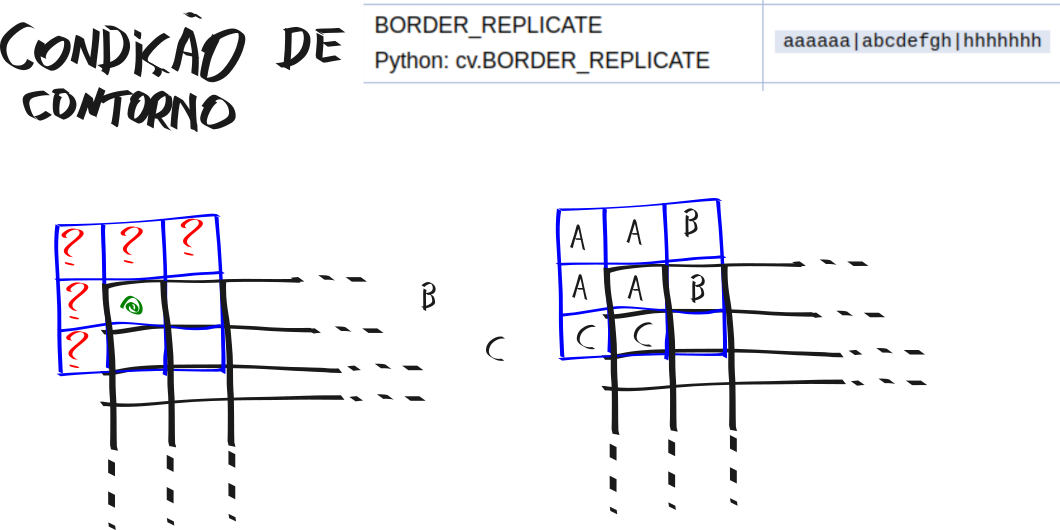 CONDIÇÃO DE
CONTORNO
BORDER_REPLICATE
Python: cv.BORDER_REPLICATE
aaaaaa|abcdefgh|hhhhhhh
? ? ?
?
?
B
C
A A B
A A B
C C